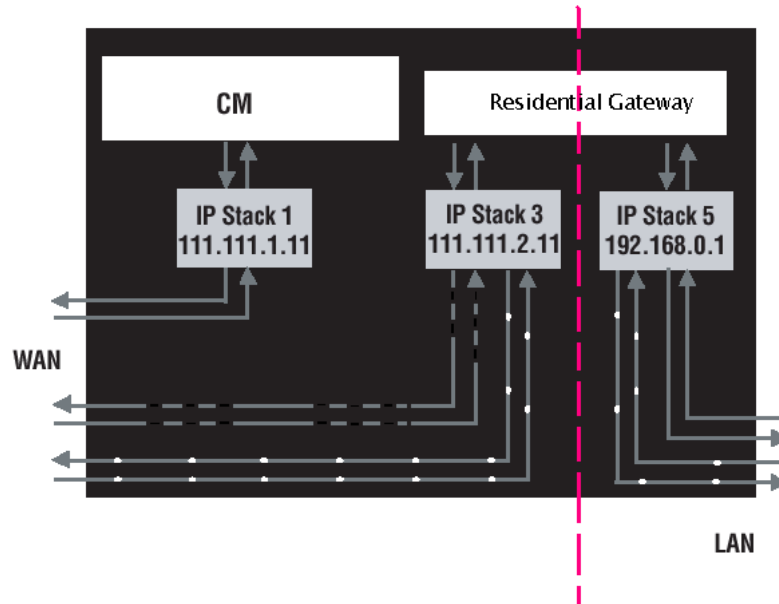 CM
Residential Gateway
IP Stack 1
111.111.1.11
IP Stack 3
111.111.2.11
IP Stack 5
192.168.0.1
WAN
LAN